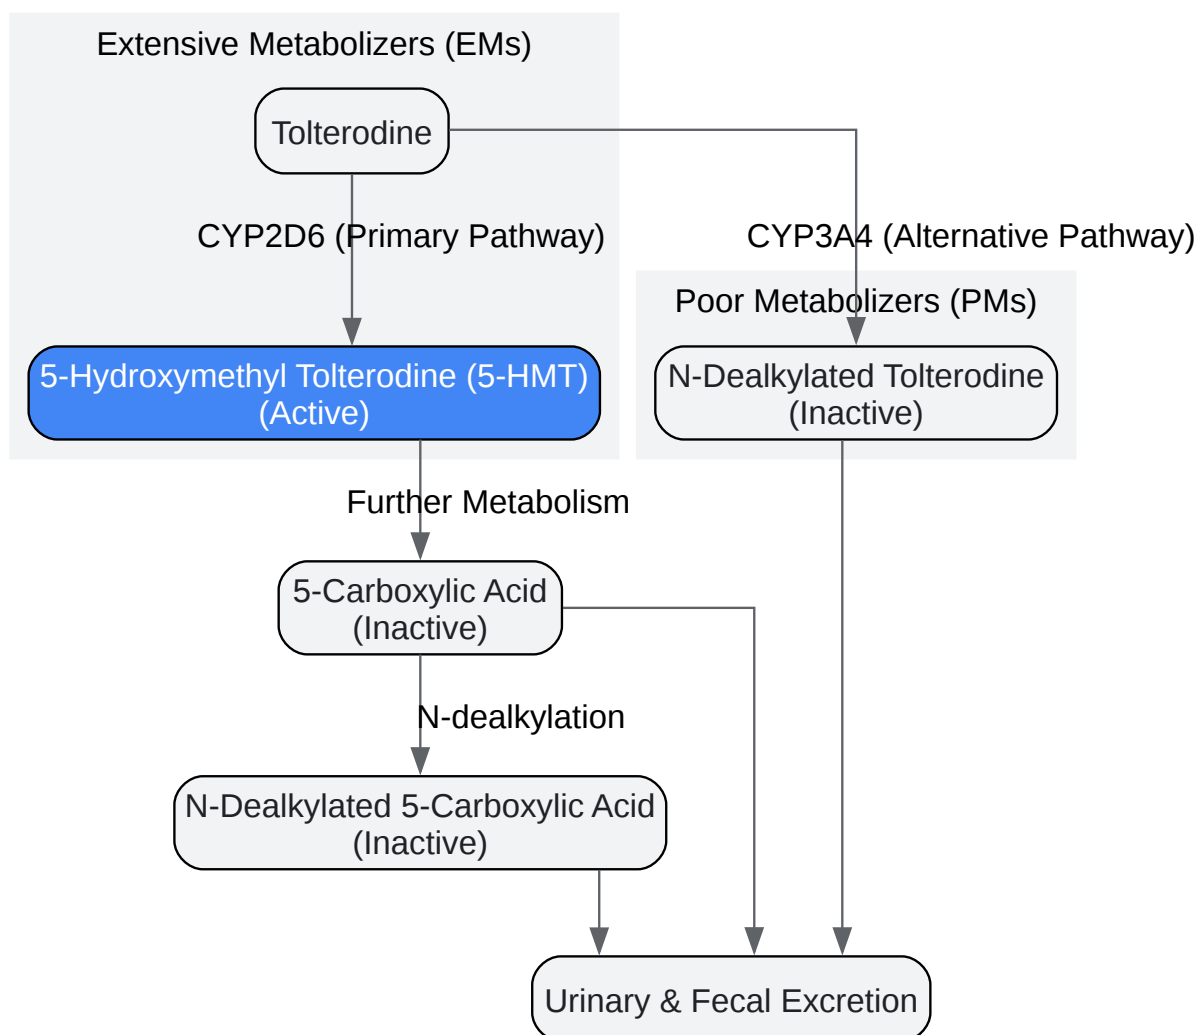 Extensive Metabolizers (EMs)
Tolterodine
CYP2D6 (Primary Pathway)
CYP3A4 (Alternative Pathway)
Poor Metabolizers (PMs)
5-Hydroxymethyl Tolterodine (5-HMT)
(Active)
N-Dealkylated Tolterodine
(Inactive)
Further Metabolism
5-Carboxylic Acid
(Inactive)
N-dealkylation
N-Dealkylated 5-Carboxylic Acid
(Inactive)
Urinary & Fecal Excretion